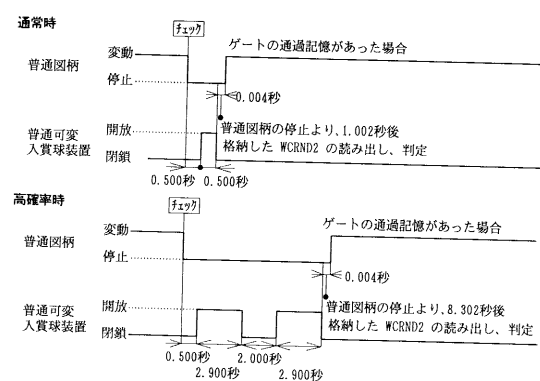 通常時
チェック
ゲートの通過記憶があった場合
普通図柄
変動
停止
0.004秒
普通図柄の停止より、1.002秒後
格納した WCRND2 の読み出し、判定
普通可変
入賞球装置
開放
閉鎖
0.500秒
0.500秒
高確率時
チェック
ゲートの通過記憶があった場合
普通図柄
変動
停止
0.004秒
普通図柄の停止より、8.302秒後
格納した WCRND2 の読み出し、判定
普通可変
入賞球装置
開放
閉鎖
0.500秒
2.000秒
2.900秒
2.900秒